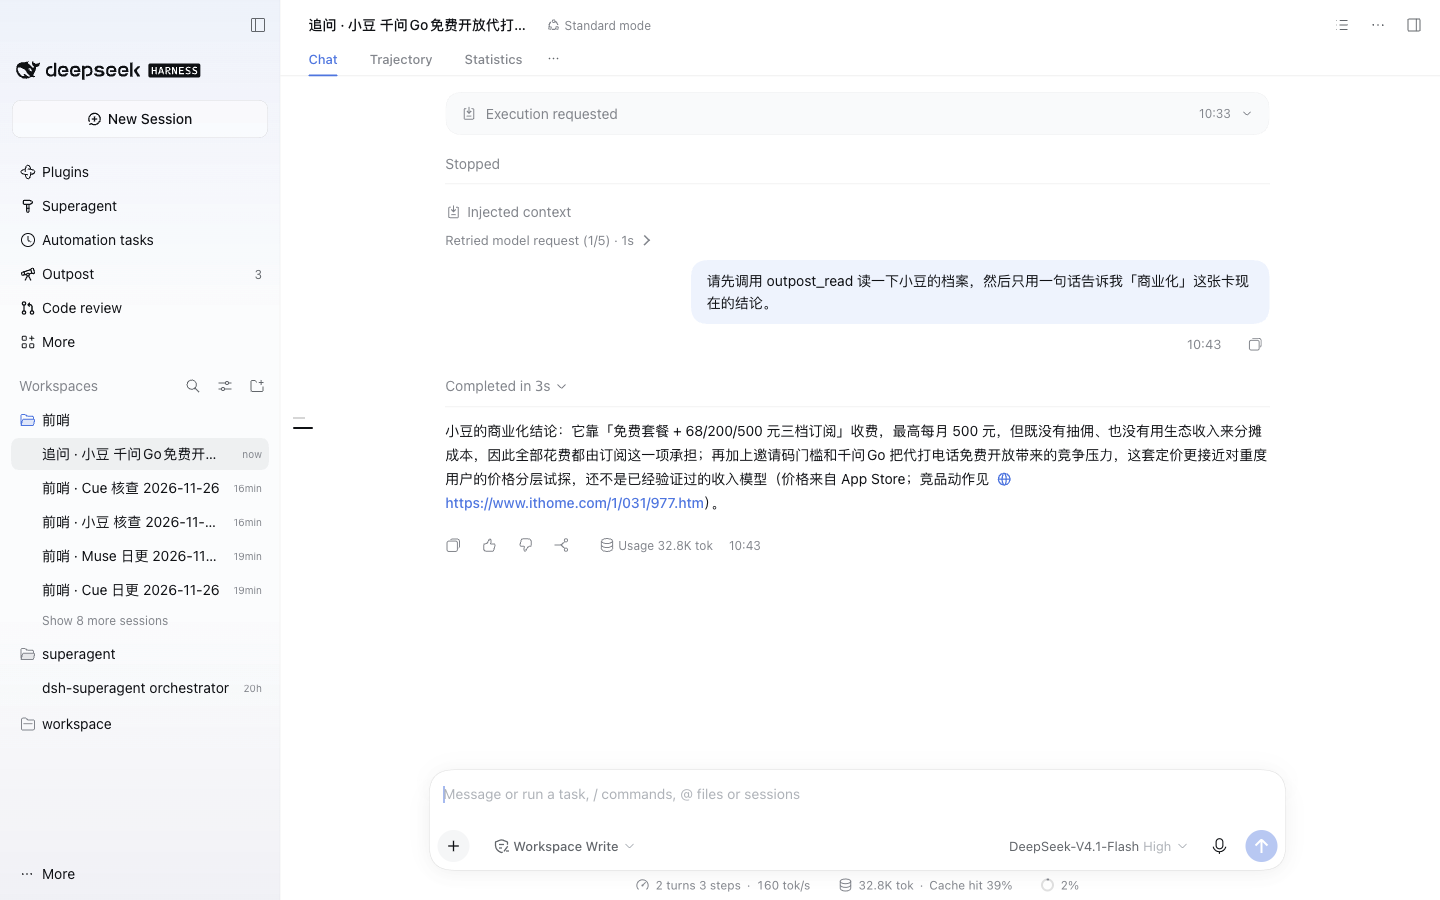 deepseek HARNESS
New Session
Plugins
Superagent
Automation tasks
Outpost 3
Code review
More
Workspaces
前哨
追问 · 小豆 千问Go免费开... now
前哨 · Cue 核查 2026-11-26 16min
前哨 · 小豆 核查 2026-11-... 16min
前哨 · Muse 日更 2026-11... 19min
前哨 · Cue 日更 2026-11-26 19min
Show 8 more sessions
superagent
dsh-superagent orchestrator 20h
workspace
More
追问 · 小豆 千问Go免费开放代打... Standard mode
Chat Trajectory Statistics
Execution requested 10:33
Stopped
Injected context
Retried model request (1/5) · 1s
请先调用 outpost_read 读一下小豆的档案，然后只用一句话告诉我「商业化」这张卡现
在的结论。
10:43
Completed in 3s
小豆的商业化结论：它靠「免费套餐 + 68/200/500 元三档订阅」收费，最高每月 500 元，但既没有抽佣、也没有用生态收入来分摊
成本，因此全部花费都由订阅这一项承担；再加上邀请码门槛和千问Go 把代打电话免费开放带来的竞争压力，这套定价更接近对重度
用户的价格分层试探，还不是已经验证过的收入模型（价格来自 App Store；竞品动作见
https://www.ithome.com/1/031/977.htm）。
Usage 32.8K tok 10:43
Message or run a task, / commands, @ files or sessions
Workspace Write DeepSeek-V4.1-Flash High
2 turns 3 steps · 160 tok/s 32.8K tok · Cache hit 39% 2%